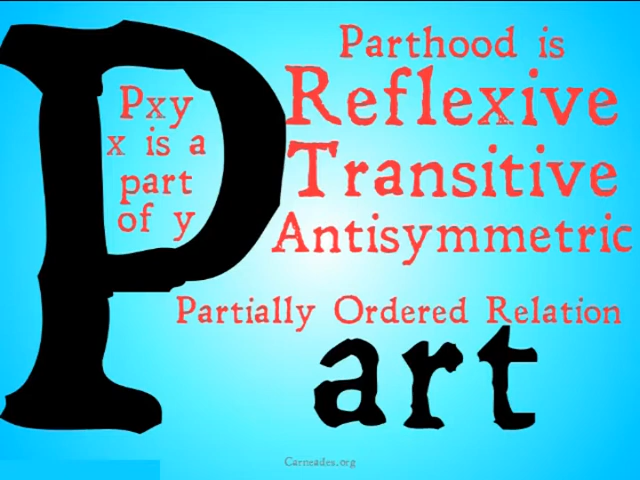 Pxy
x is a
part
of y
Parthood is
Reflexive
Transitive
Antisymmetric
Partially Ordered Relation
Part
Carneades.org